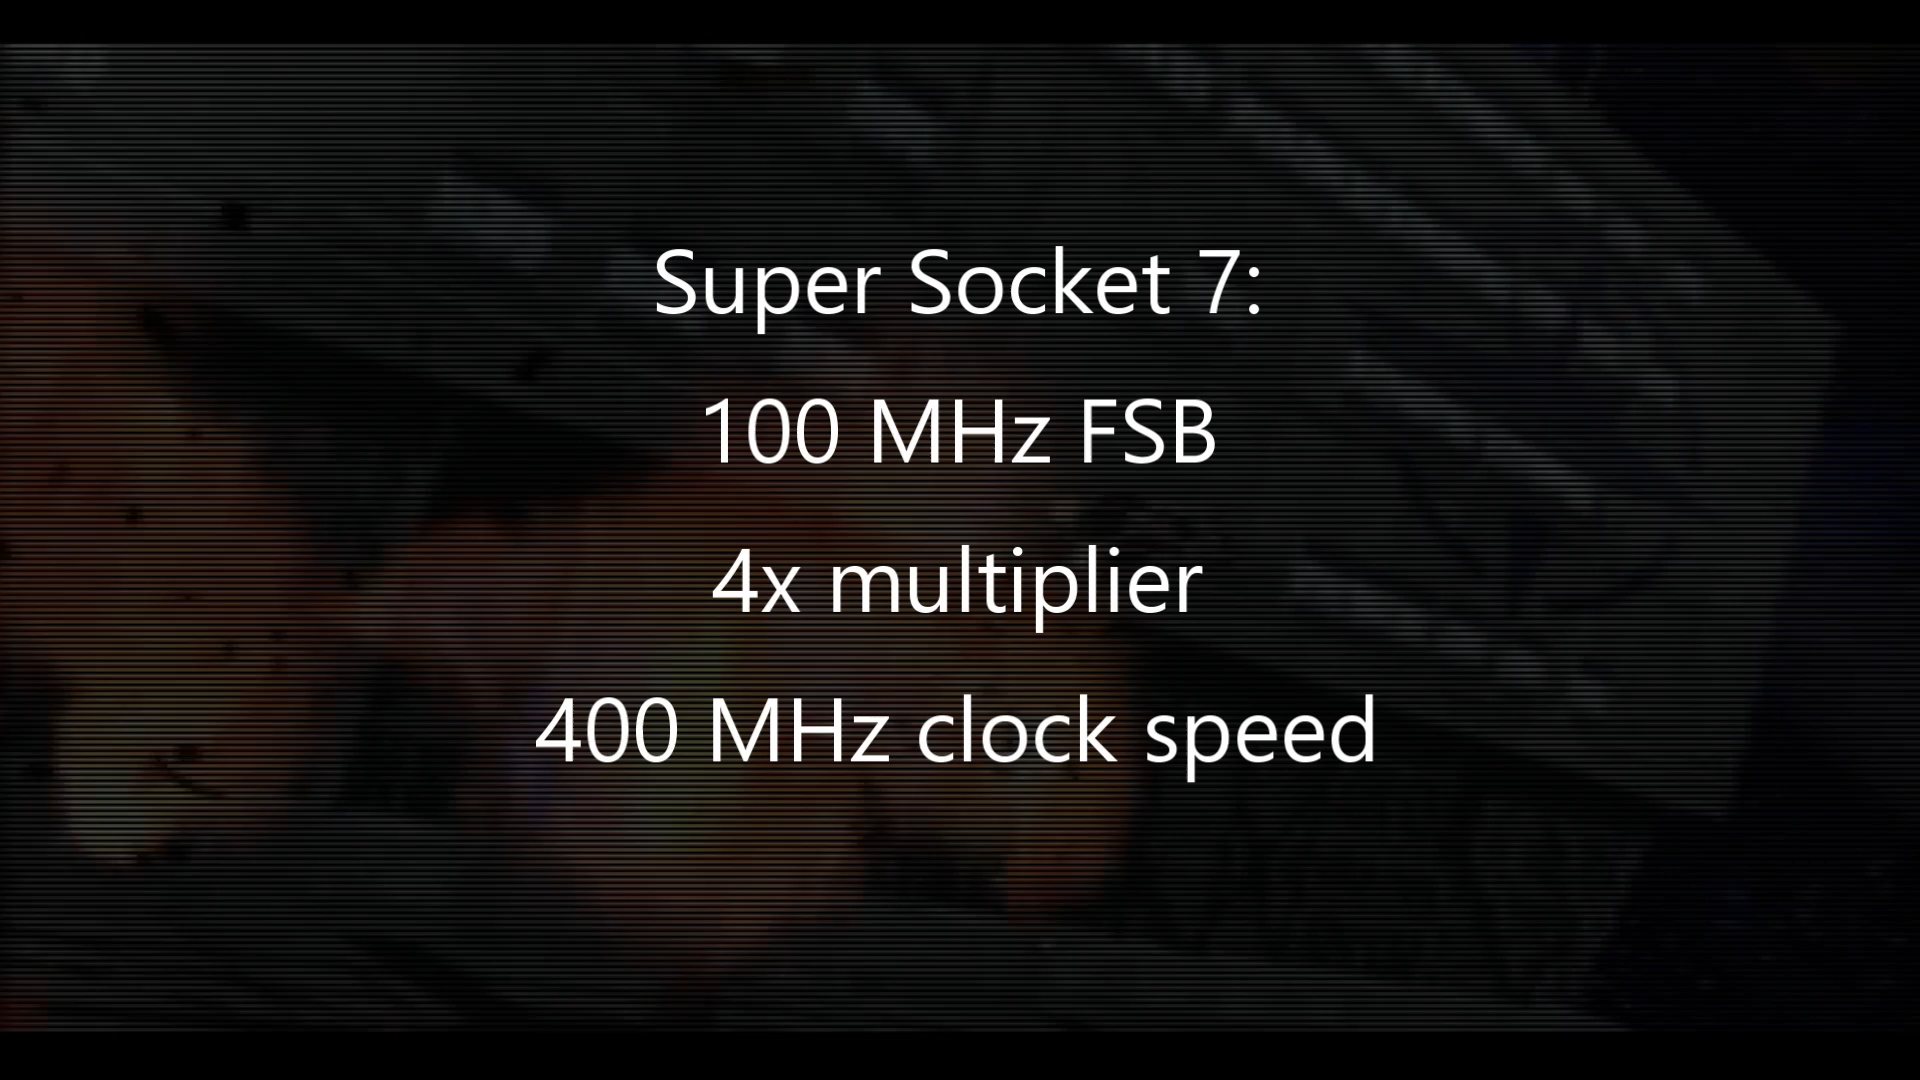 Super Socket 7:
100 MHz FSB
4x multiplier
400 MHz clock speed